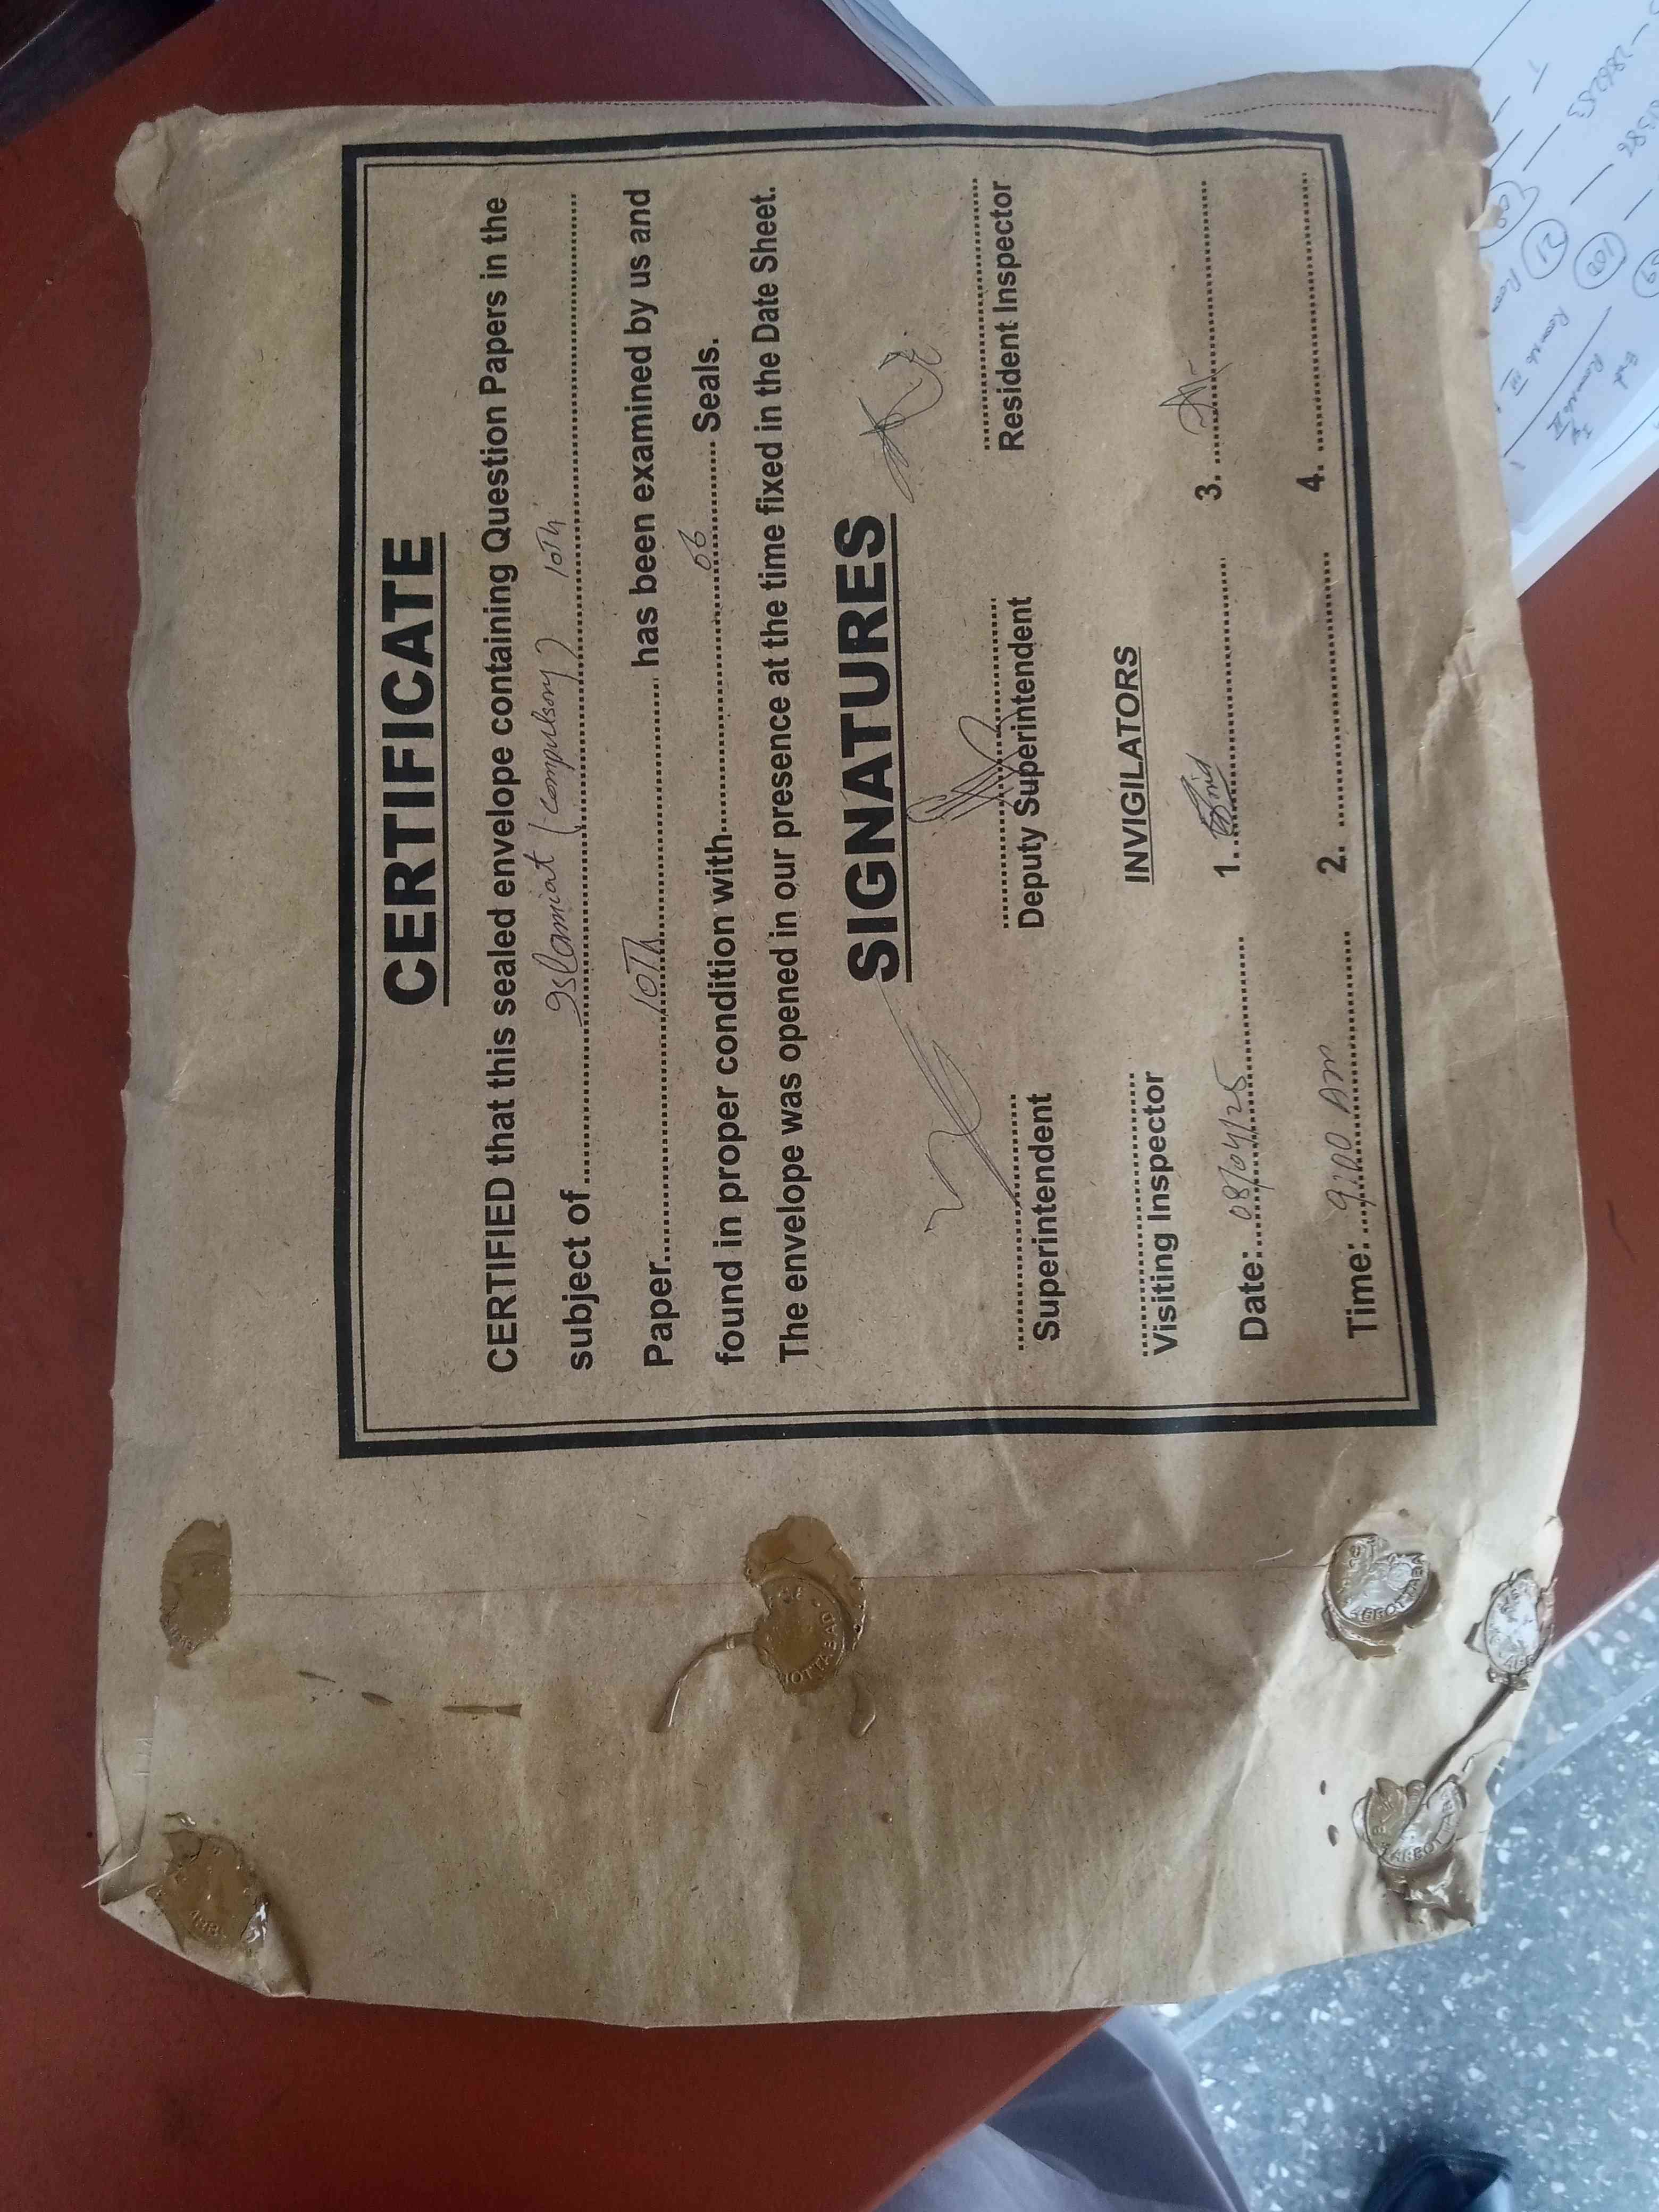 CERTIFICATE
CERTIFIED that this sealed envelope containing Question Papers in the
subject of Islamiat (Compulsory) 10Th
Paper 10Th has been examined by us and
found in proper condition with 06 Seals.
The envelope was opened in our presence at the time fixed in the Date Sheet.
SIGNATURES
Superintendent Deputy Superintendent Resident Inspector
INVIGILATORS
Visiting Inspector
1. 3.
Date: 08/04/25
2. 4.
Time: 9:00 Am